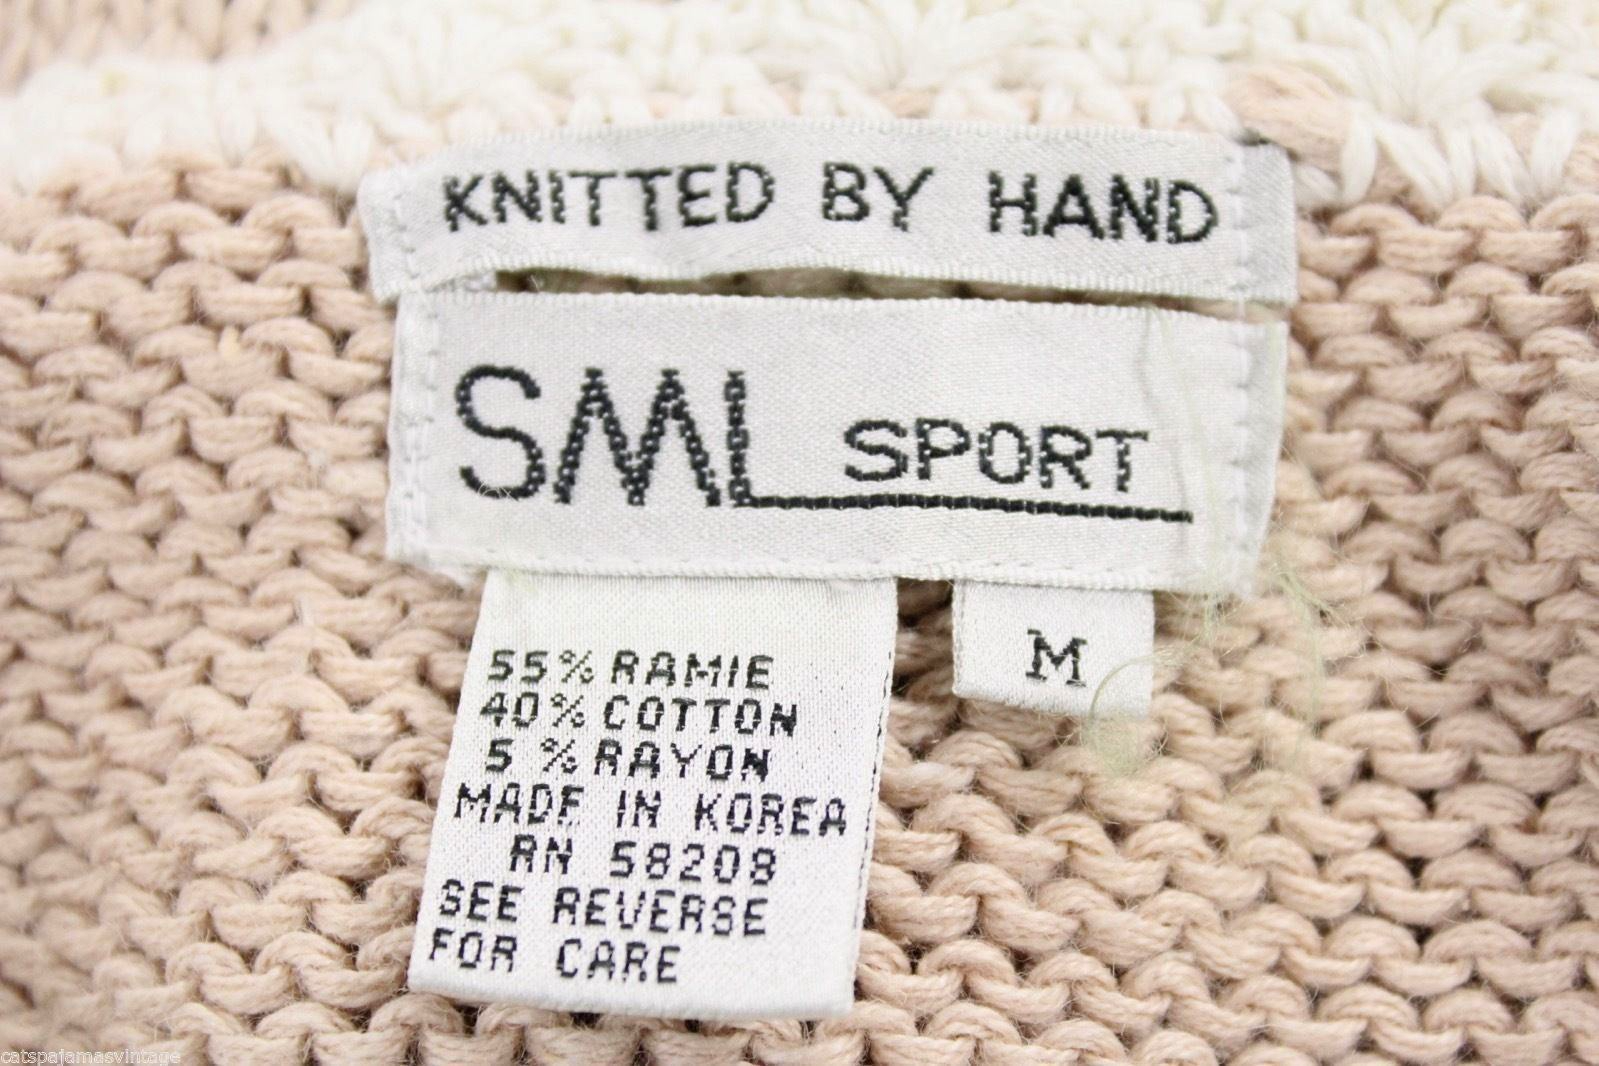 KNITTED BY HAND
SML SPORT
M
55% RAMIE
40% COTTON
5% RAYON
MADE IN KOREA
RN 58208
SEE REVERSE
FOR CARE
catspajamasvintage